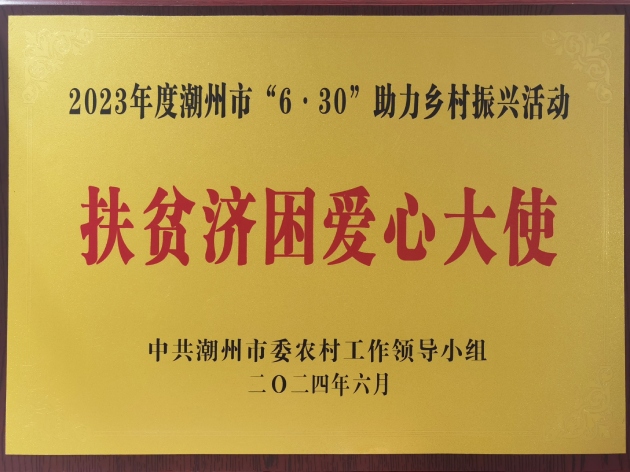 2023年度潮州市“6·30”助力乡村振兴活动
扶贫济困爱心大使
中共潮州市委农村工作领导小组
二〇二四年六月